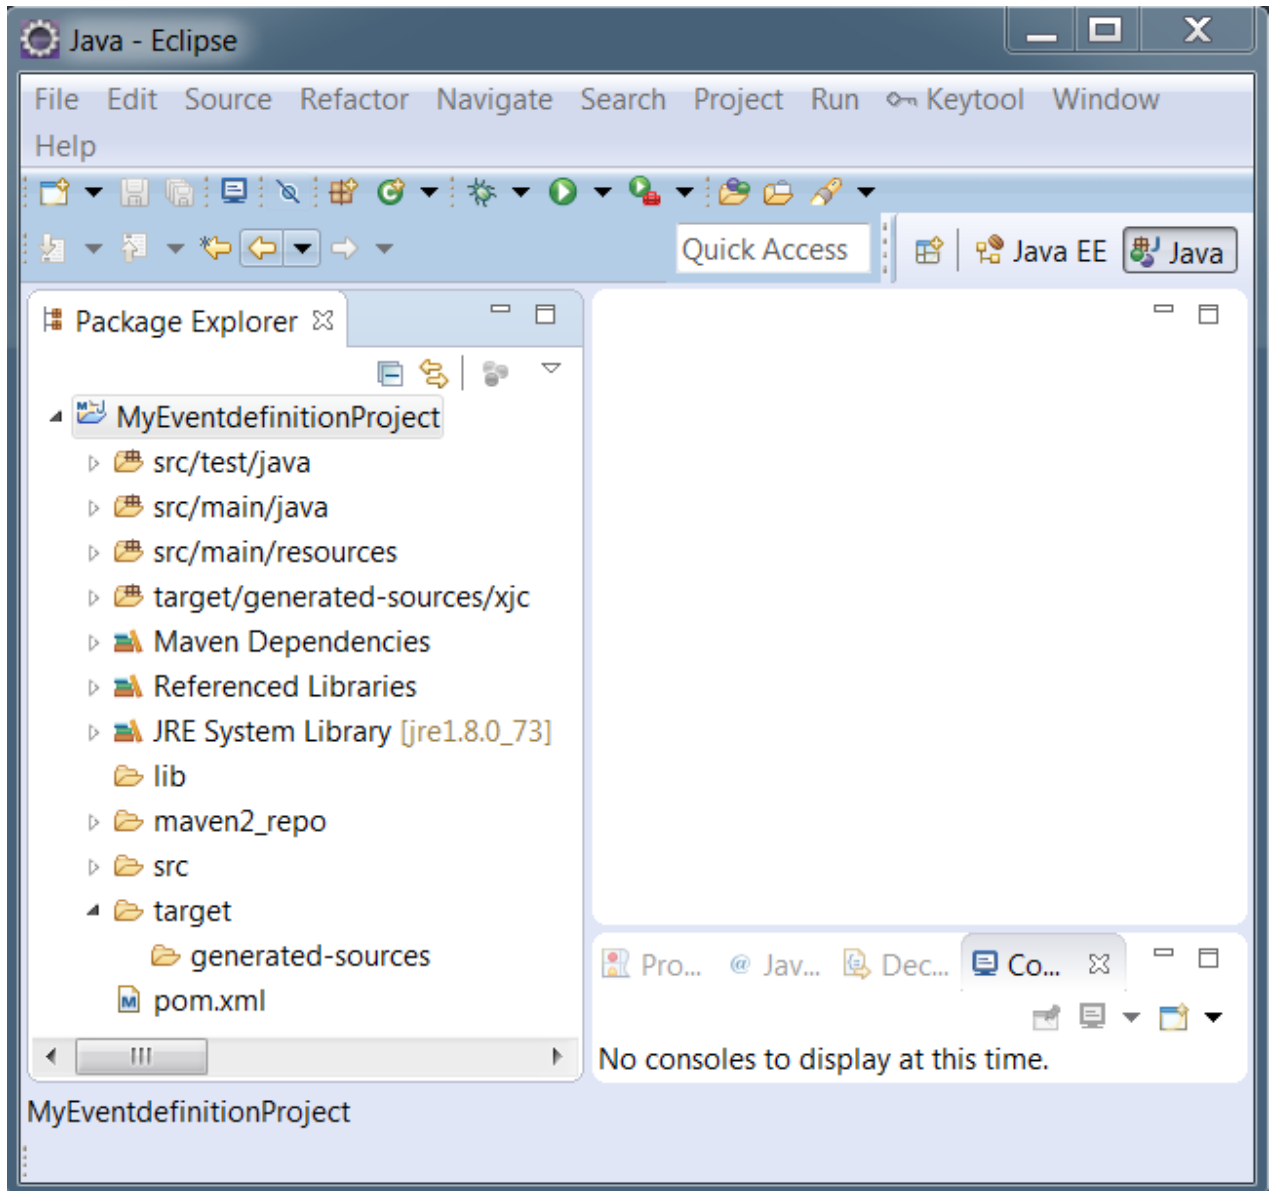 Java - Eclipse
File Edit Source Refactor Navigate Search Project Run Keytool Window
Help
Quick Access
Java EE
Java
Package Explorer
MyEventdefinitionProject
src/test/java
src/main/java
src/main/resources
target/generated-sources/xjc
Maven Dependencies
Referenced Libraries
JRE System Library [jre1.8.0_73]
lib
maven2_repo
src
target
generated-sources
pom.xml
Pro... @ Jav... Dec... Co...
No consoles to display at this time.
MyEventdefinitionProject